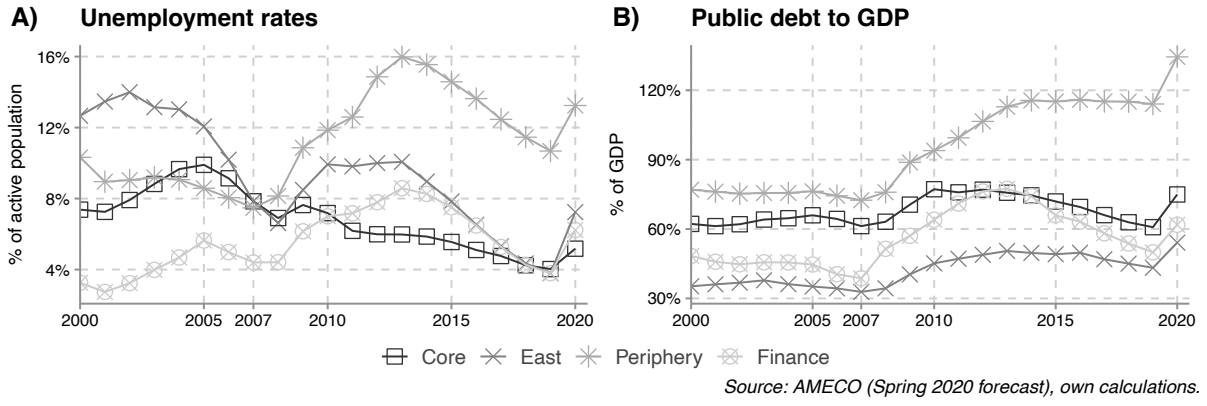 A) Unemployment rates
B) Public debt to GDP
% of active population
16%
12%
8%
4%
2000 2005 2007 2010 2015 2020
% of GDP
120%
90%
60%
30%
2000 2005 2007 2010 2015 2020
Core East Periphery Finance
Source: AMECO (Spring 2020 forecast), own calculations.